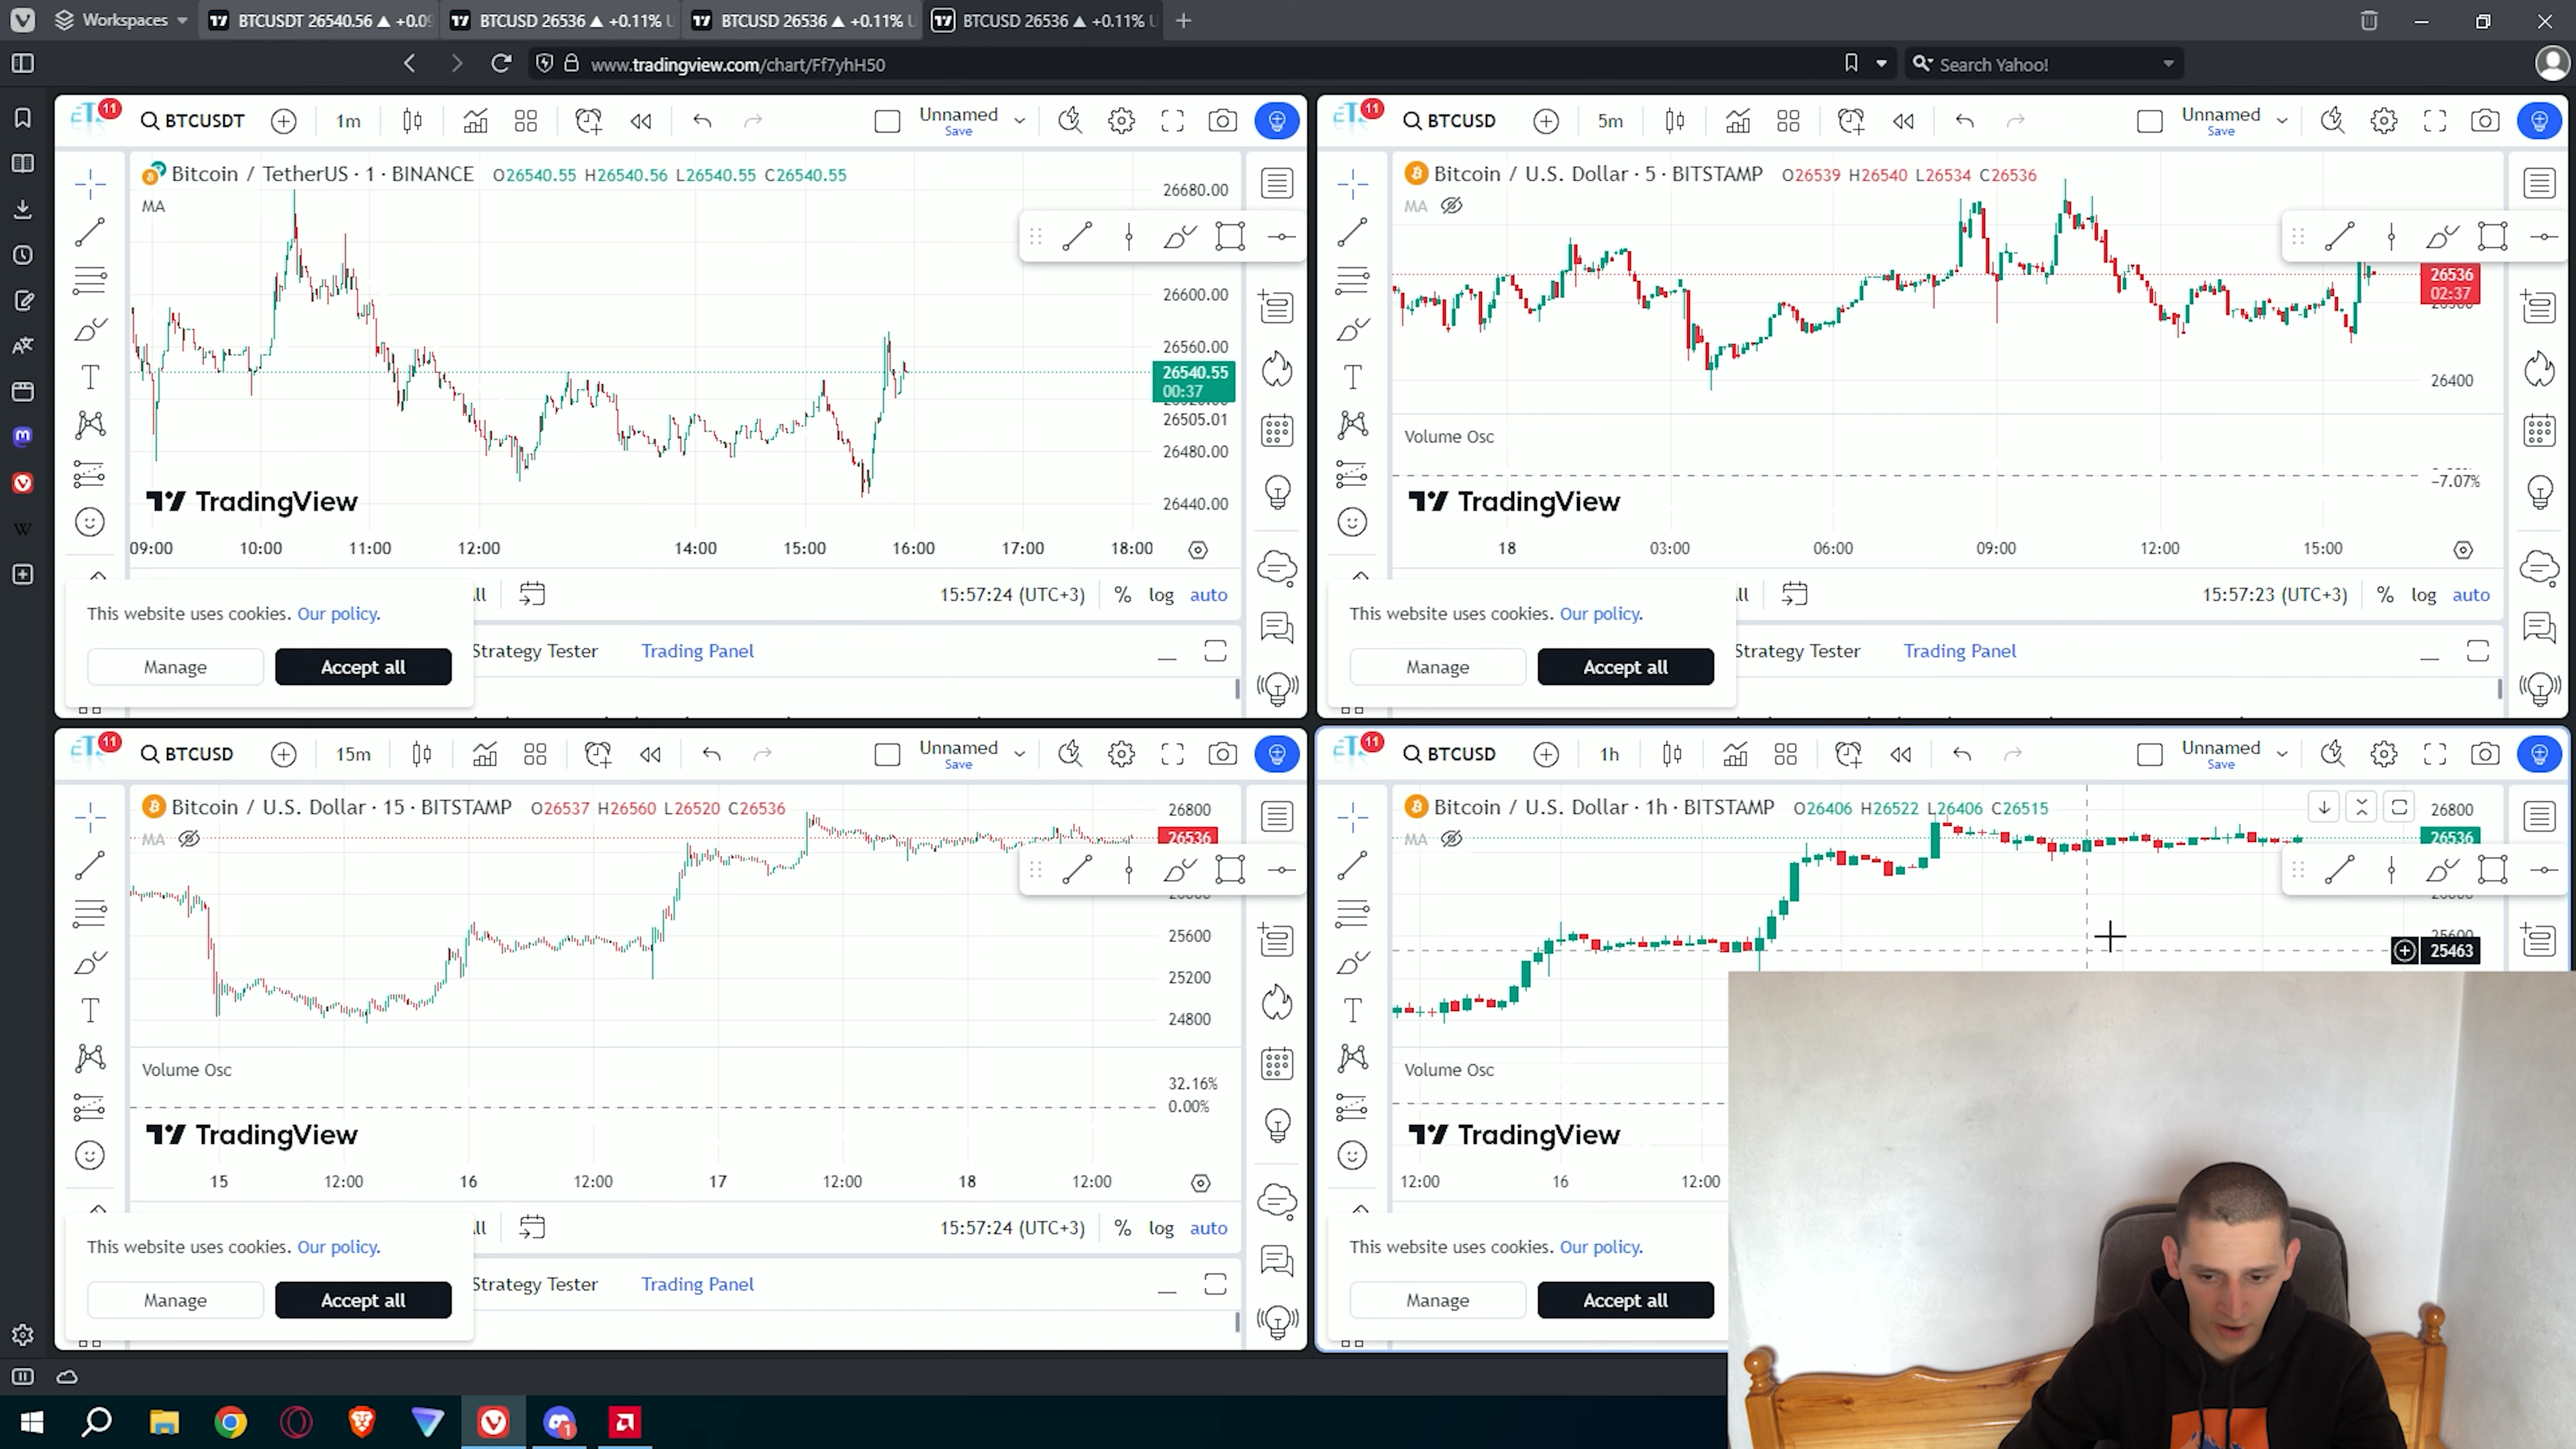 Workspaces
BTCUSDT 26540.56 ▲ +0.0
BTCUSD 26536 ▲ +0.11% U
BTCUSD 26536 ▲ +0.11% U
BTCUSD 26536 ▲ +0.11% U
www.tradingview.com/chart/Ff7yhH50
Search Yahoo!
11
BTCUSDT
1m
Unnamed
Save
Bitcoin / TetherUS · 1 · BINANCE O26540.55 H26540.56 L26540.55 C26540.55
MA
26680.00
26600.00
26560.00
26540.55
00:37
26505.01
26480.00
26440.00
TradingView
09:00 10:00 11:00 12:00 14:00 15:00 16:00 17:00 18:00
15:57:24 (UTC+3) % log auto
This website uses cookies. Our policy.
Manage
Accept all
Strategy Tester
Trading Panel
11
BTCUSD
5m
Unnamed
Save
Bitcoin / U.S. Dollar · 5 · BITSTAMP O26539 H26540 L26534 C26536
MA
26536
02:37
26400
Volume Osc
−7.07%
TradingView
18 03:00 06:00 09:00 12:00 15:00
15:57:23 (UTC+3) % log auto
This website uses cookies. Our policy.
Manage
Accept all
Strategy Tester
Trading Panel
11
BTCUSD
15m
Unnamed
Save
Bitcoin / U.S. Dollar · 15 · BITSTAMP O26537 H26560 L26520 C26536
MA
26800
26536
25600
25200
24800
Volume Osc
32.16%
0.00%
TradingView
15 12:00 16 12:00 17 12:00 18 12:00
15:57:24 (UTC+3) % log auto
This website uses cookies. Our policy.
Manage
Accept all
Strategy Tester
Trading Panel
11
BTCUSD
1h
Unnamed
Save
Bitcoin / U.S. Dollar · 1h · BITSTAMP O26406 H26522 L26406 C26515
MA
26800
26536
25600
25463
Volume Osc
TradingView
12:00 16 12:00
This website uses cookies. Our policy.
Manage
Accept all
1